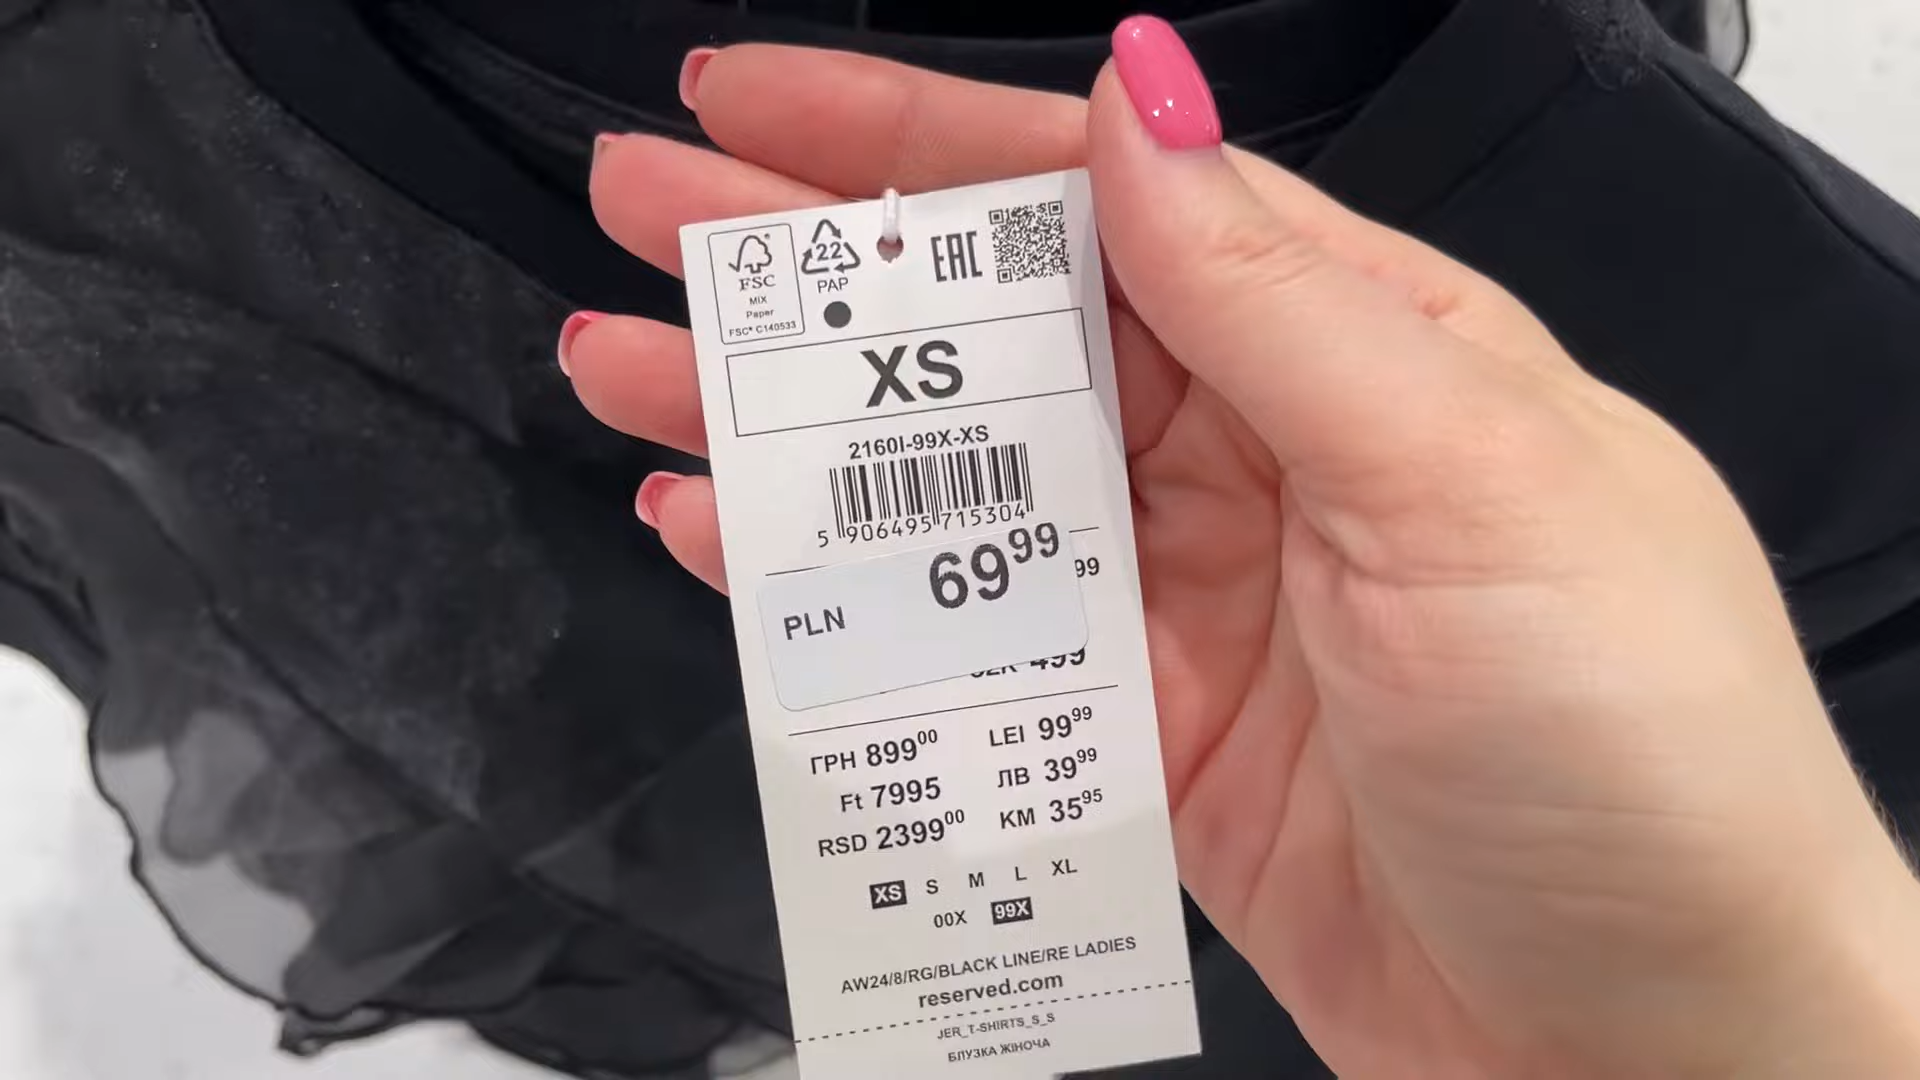 FSC
MIX
Paper
FSC® C140533
22
PAP
EAC
XS
2160I-99X-XS
5 906495 715304
99
PLN 69 99
499
ГРН 899 00 LEI 99 99
Ft 7995 ЛВ 39 99
RSD 2399 00 KM 35 95
XS S M L XL
00X 99X
AW24/8/RG/BLACK LINE/RE LADIES
reserved.com
JER_T-SHIRTS_S_S
БЛУЗКА ЖІНОЧА